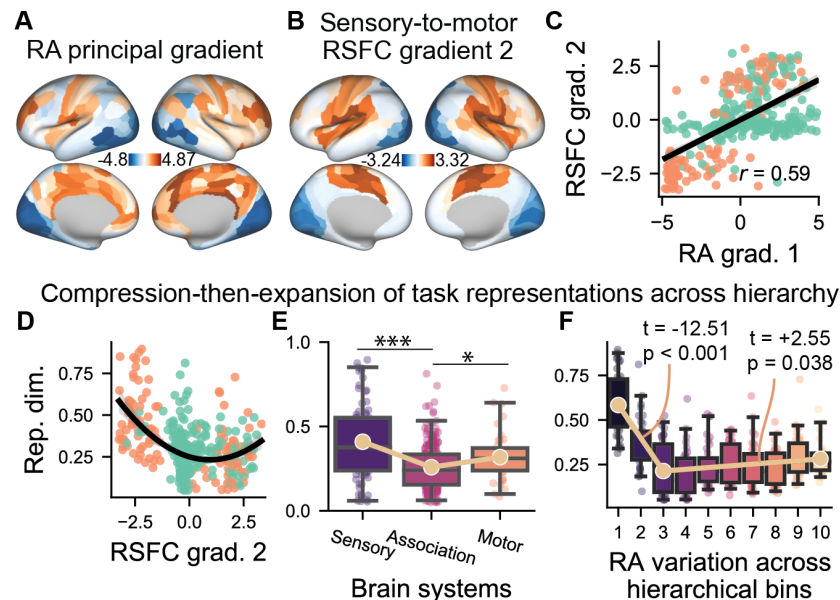 A
RA principal gradient
-4.8 4.87
B
Sensory-to-motor
RSFC gradient 2
-3.24 3.32
C
RSFC grad. 2
2.5
0.0
-2.5
r = 0.59
-5 0 5
RA grad. 1
Compression-then-expansion of task representations across hierarchy
D
Rep. dim.
0.75
0.50
0.25
-2.5 0.0 2.5
RSFC grad. 2
E
*** *
1.0
0.5
0.0
Sensory Association Motor
Brain systems
F
t = -12.51
p < 0.001
t = +2.55
p = 0.038
0.75
0.50
0.25
1 2 3 4 5 6 7 8 9 10
RA variation across
hierarchical bins